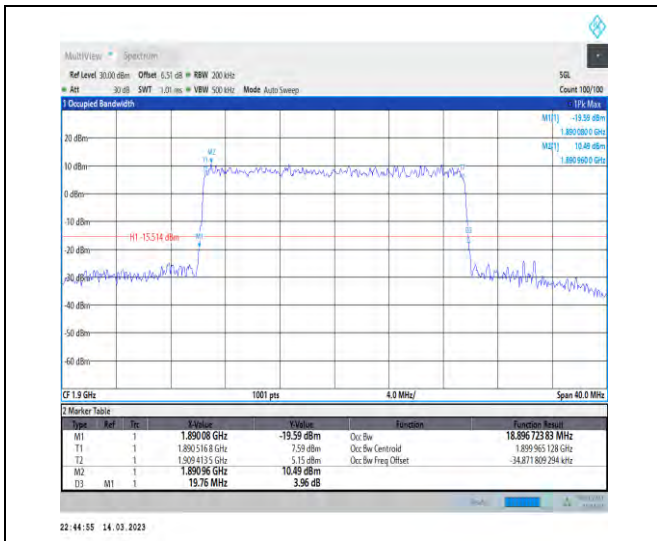 MultiView Spectrum
Ref Level 30.00 dBm Offset 6.51 dB RBW 200 kHz SGL
Att 30 dB SWT 1.01 ms VBW 500 kHz Mode Auto Sweep Count 100/100
1 Occupied Bandwidth 1Pk Max
M1[1] -19.59 dBm
1.890 080 0 GHz
M2[1] 10.49 dBm
1.890 960 0 GHz
20 dBm
M2
T1 T2
10 dBm
0 dBm
-10 dBm
H1 -15.514 dBm M1 D3
-20 dBm
-30 dBm
-40 dBm
-50 dBm
-60 dBm
CF 1.9 GHz 1001 pts 4.0 MHz/ Span 40.0 MHz
2 Marker Table
Type Ref Trc X-Value Y-Value Function Function Result
M1 1 1.89008 GHz -19.59 dBm Occ Bw 18.896 723 83 MHz
T1 1 1.890 516 8 GHz 7.59 dBm Occ Bw Centroid 1.899 965 128 GHz
T2 1 1.909 413 5 GHz 5.15 dBm Occ Bw Freq Offset -34.871 809 294 kHz
M2 1 1.89096 GHz 10.49 dBm
D3 M1 1 19.76 MHz 3.96 dB
22:44:55 14.03.2023